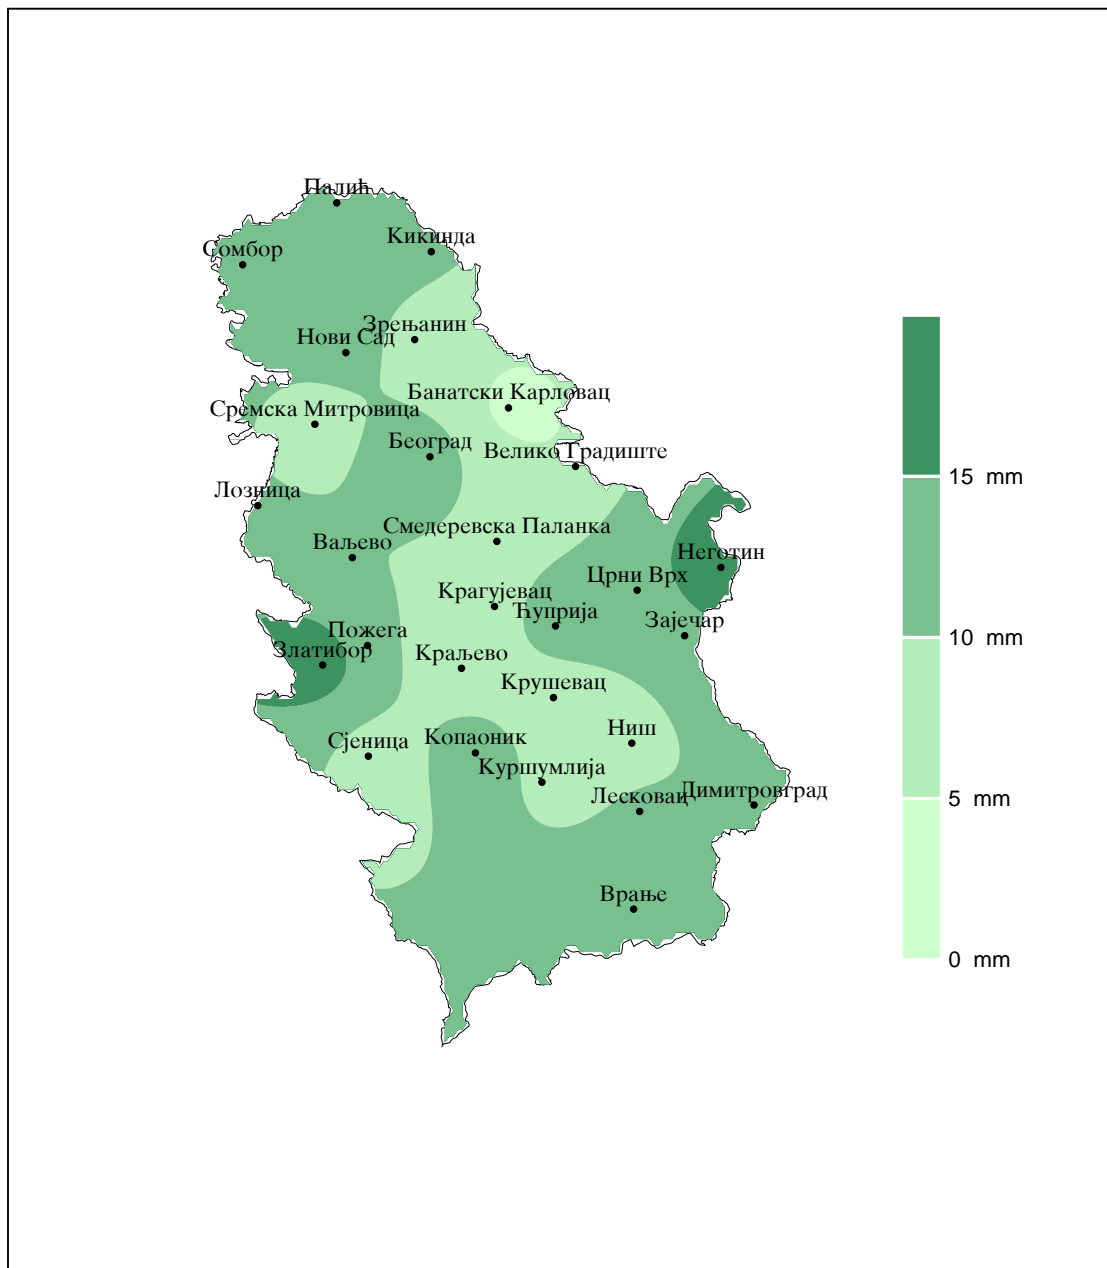 Палић
Кикинда
Сомбор
Зрењанин
Нови Сад
Банатски Карловац
Сремска Митровица
Београд
Велико Градиште
Лозница
15 mm
Смедеревска Паланка
Ваљево
Неготин
Црни Врх
Крагујевац
Ћуприја
Зајечар
Пожега
10 mm
Златибор
Краљево
Крушевац
Ниш
Копаоник
Сјеница
Куршумлија
Димитровград
Лесковац
5 mm
Врање
0 mm